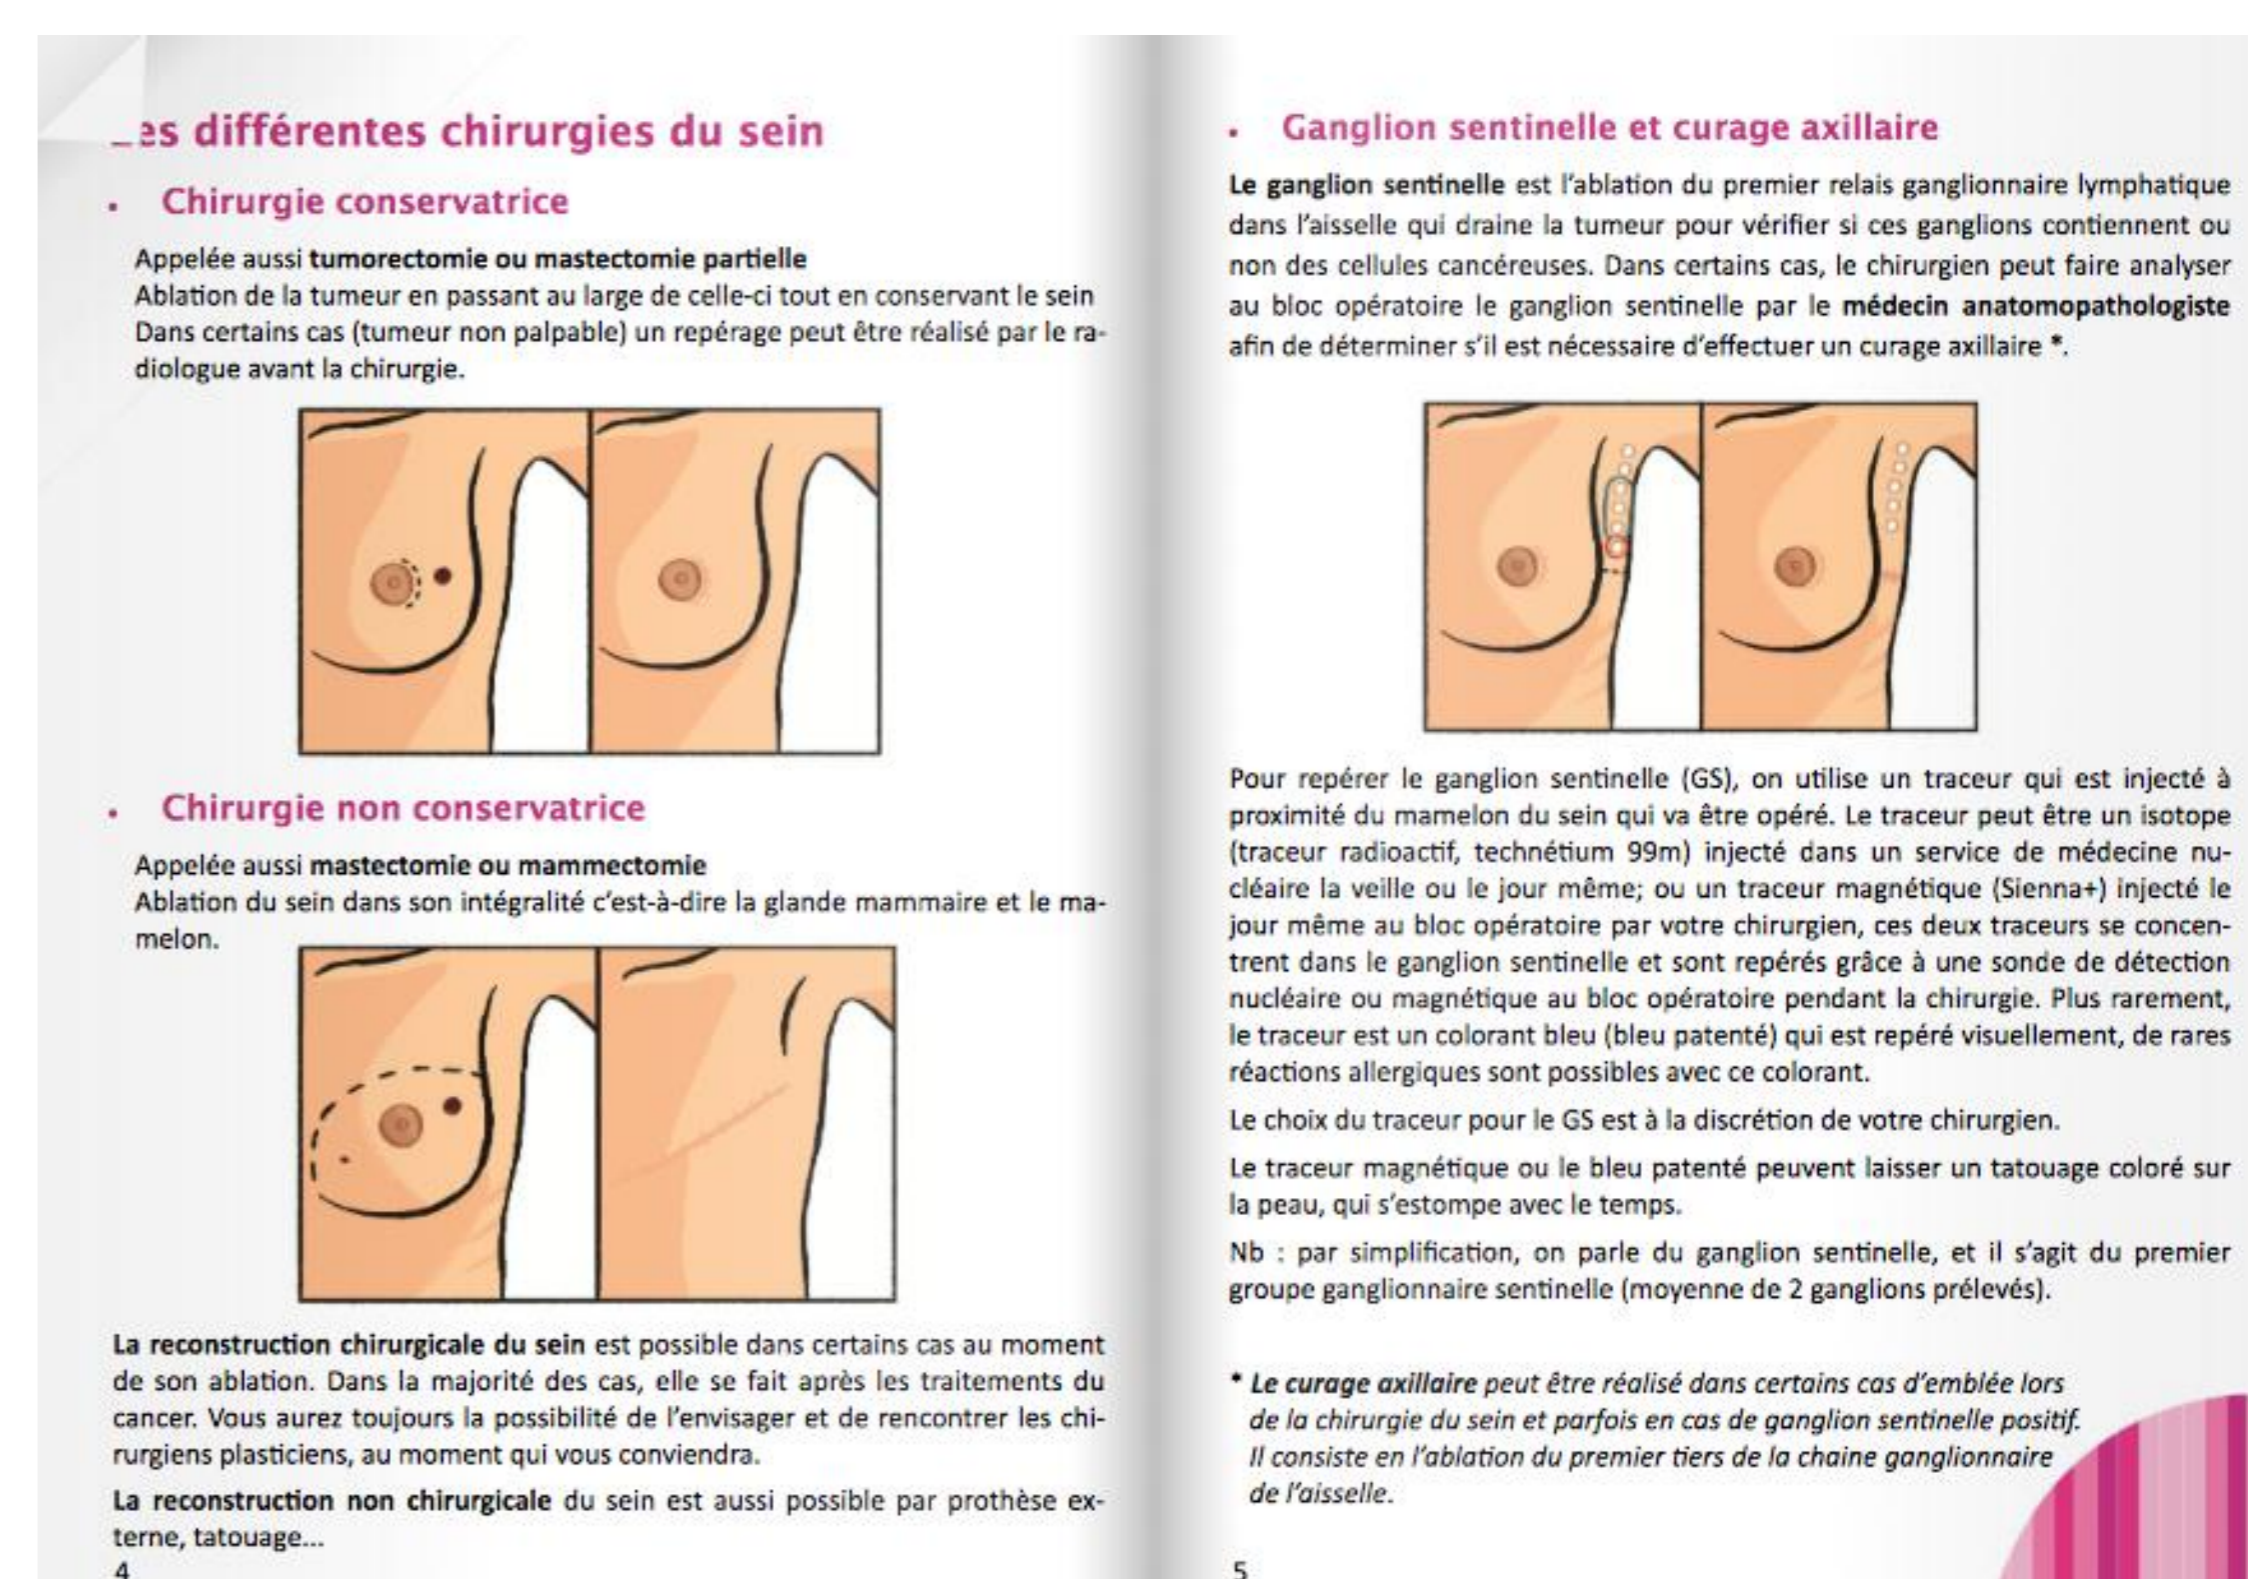 es différentes chirurgies du sein
• Chirurgie conservatrice
Appelée aussi tumorectomie ou mastectomie partielle
Ablation de la tumeur en passant au large de celle-ci tout en conservant le sein
Dans certains cas (tumeur non palpable) un repérage peut être réalisé par le ra-
diologue avant la chirurgie.
• Chirurgie non conservatrice
Appelée aussi mastectomie ou mammectomie
Ablation du sein dans son intégralité c'est-à-dire la glande mammaire et le ma-
melon.
La reconstruction chirurgicale du sein est possible dans certains cas au moment
de son ablation. Dans la majorité des cas, elle se fait après les traitements du
cancer. Vous aurez toujours la possibilité de l'envisager et de rencontrer les chi-
rurgiens plasticiens, au moment qui vous conviendra.
La reconstruction non chirurgicale du sein est aussi possible par prothèse ex-
terne, tatouage...
4
• Ganglion sentinelle et curage axillaire
Le ganglion sentinelle est l'ablation du premier relais ganglionnaire lymphatique
dans l'aisselle qui draine la tumeur pour vérifier si ces ganglions contiennent ou
non des cellules cancéreuses. Dans certains cas, le chirurgien peut faire analyser
au bloc opératoire le ganglion sentinelle par le médecin anatomopathologiste
afin de déterminer s'il est nécessaire d'effectuer un curage axillaire *.
Pour repérer le ganglion sentinelle (GS), on utilise un traceur qui est injecté à
proximité du mamelon du sein qui va être opéré. Le traceur peut être un isotope
(traceur radioactif, technétium 99m) injecté dans un service de médecine nu-
cléaire la veille ou le jour même; ou un traceur magnétique (Sienna+) injecté le
jour même au bloc opératoire par votre chirurgien, ces deux traceurs se concen-
trent dans le ganglion sentinelle et sont repérés grâce à une sonde de détection
nucléaire ou magnétique au bloc opératoire pendant la chirurgie. Plus rarement,
le traceur est un colorant bleu (bleu patenté) qui est repéré visuellement, de rares
réactions allergiques sont possibles avec ce colorant.
Le choix du traceur pour le GS est à la discrétion de votre chirurgien.
Le traceur magnétique ou le bleu patenté peuvent laisser un tatouage coloré sur
la peau, qui s'estompe avec le temps.
Nb : par simplification, on parle du ganglion sentinelle, et il s'agit du premier
groupe ganglionnaire sentinelle (moyenne de 2 ganglions prélevés).
* Le curage axillaire peut être réalisé dans certains cas d'emblée lors
de la chirurgie du sein et parfois en cas de ganglion sentinelle positif.
Il consiste en l'ablation du premier tiers de la chaine ganglionnaire
de l'aisselle.
5